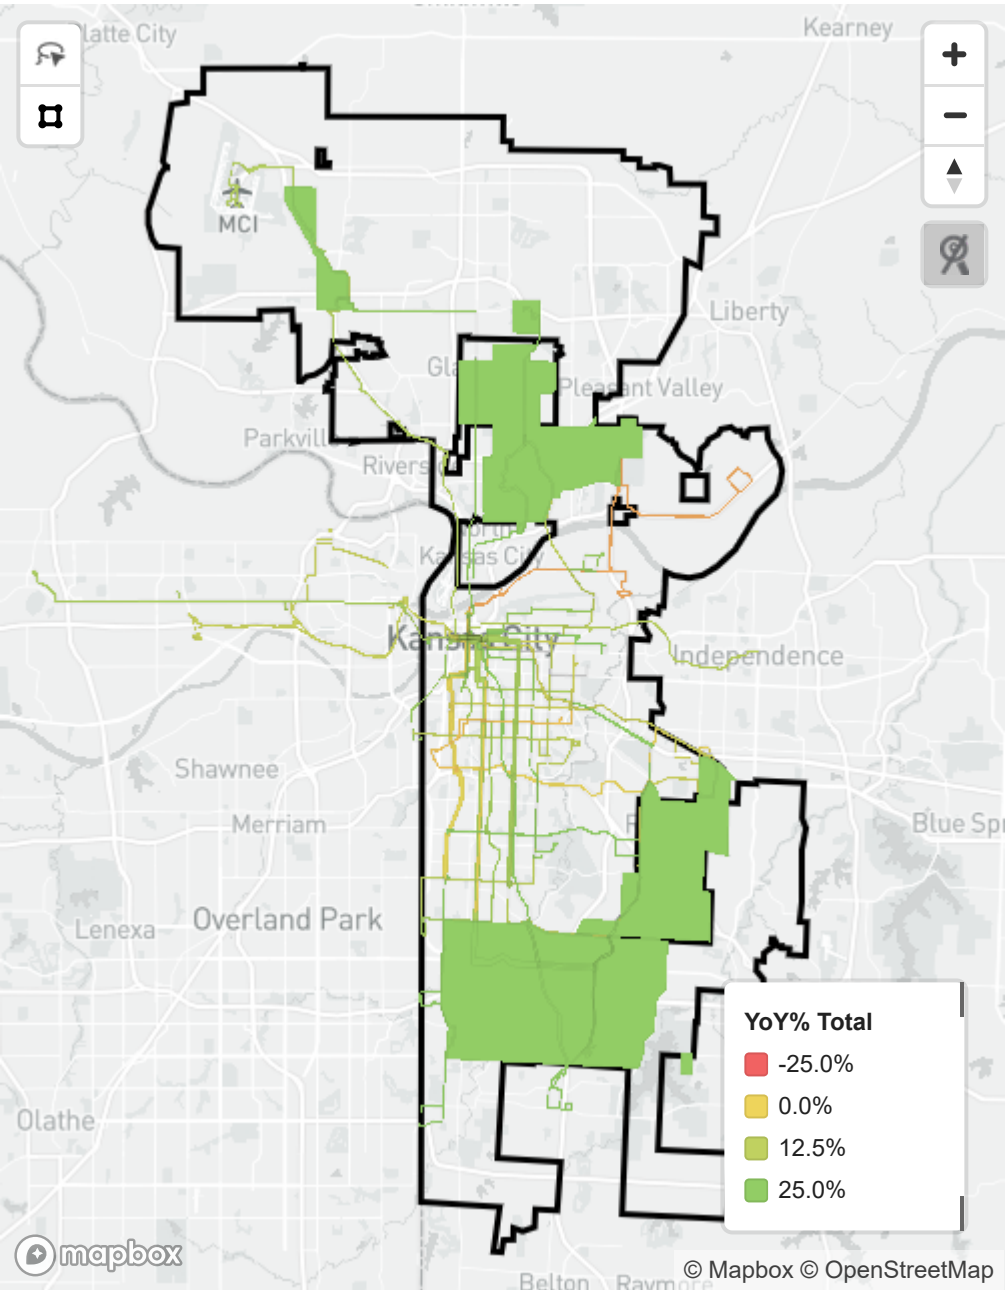 Platte City
Kearney
MCI
Liberty
Pleasant Valley
Parkville
Kansas City
Kansas City
Independence
Shawnee
Merriam
Blue Spr
Overland Park
Lenexa
Olathe
YoY% Total
-25.0%
0.0%
12.5%
25.0%
mapbox
© Mapbox © OpenStreetMap
Belton
Raymore